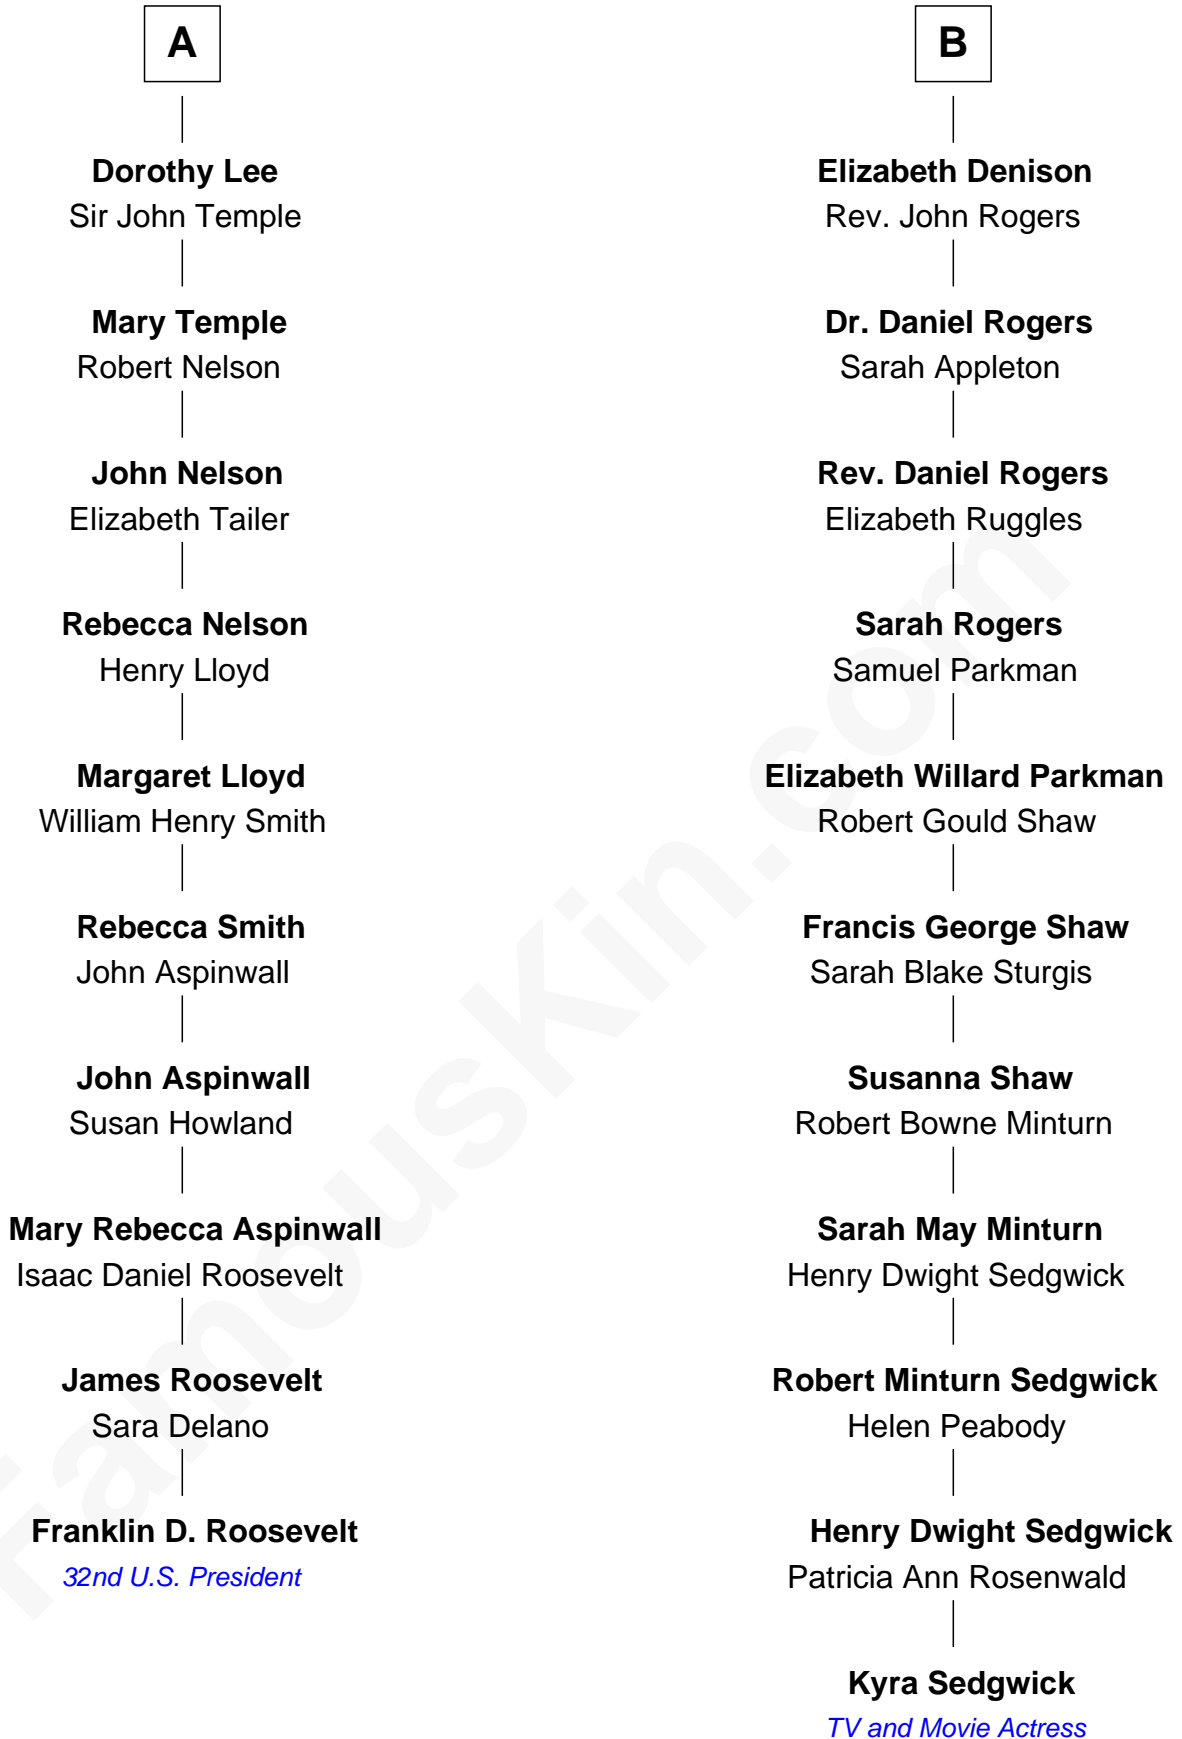 A
Dorothy Lee
Sir John Temple
Mary Temple
Robert Nelson
John Nelson
Elizabeth Tailer
Rebecca Nelson
Henry Lloyd
Margaret Lloyd
William Henry Smith
Rebecca Smith
John Aspinwall
John Aspinwall
Susan Howland
Mary Rebecca Aspinwall
Isaac Daniel Roosevelt
James Roosevelt
Sara Delano
Franklin D. Roosevelt
32nd U.S. President
B
Elizabeth Denison
Rev. John Rogers
Dr. Daniel Rogers
Sarah Appleton
Rev. Daniel Rogers
Elizabeth Ruggles
Sarah Rogers
Samuel Parkman
Elizabeth Willard Parkman
Robert Gould Shaw
Francis George Shaw
Sarah Blake Sturgis
Susanna Shaw
Robert Bowne Minturn
Sarah May Minturn
Henry Dwight Sedgwick
Robert Minturn Sedgwick
Helen Peabody
Henry Dwight Sedgwick
Patricia Ann Rosenwald
Kyra Sedgwick
TV and Movie Actress
FamousKin.com